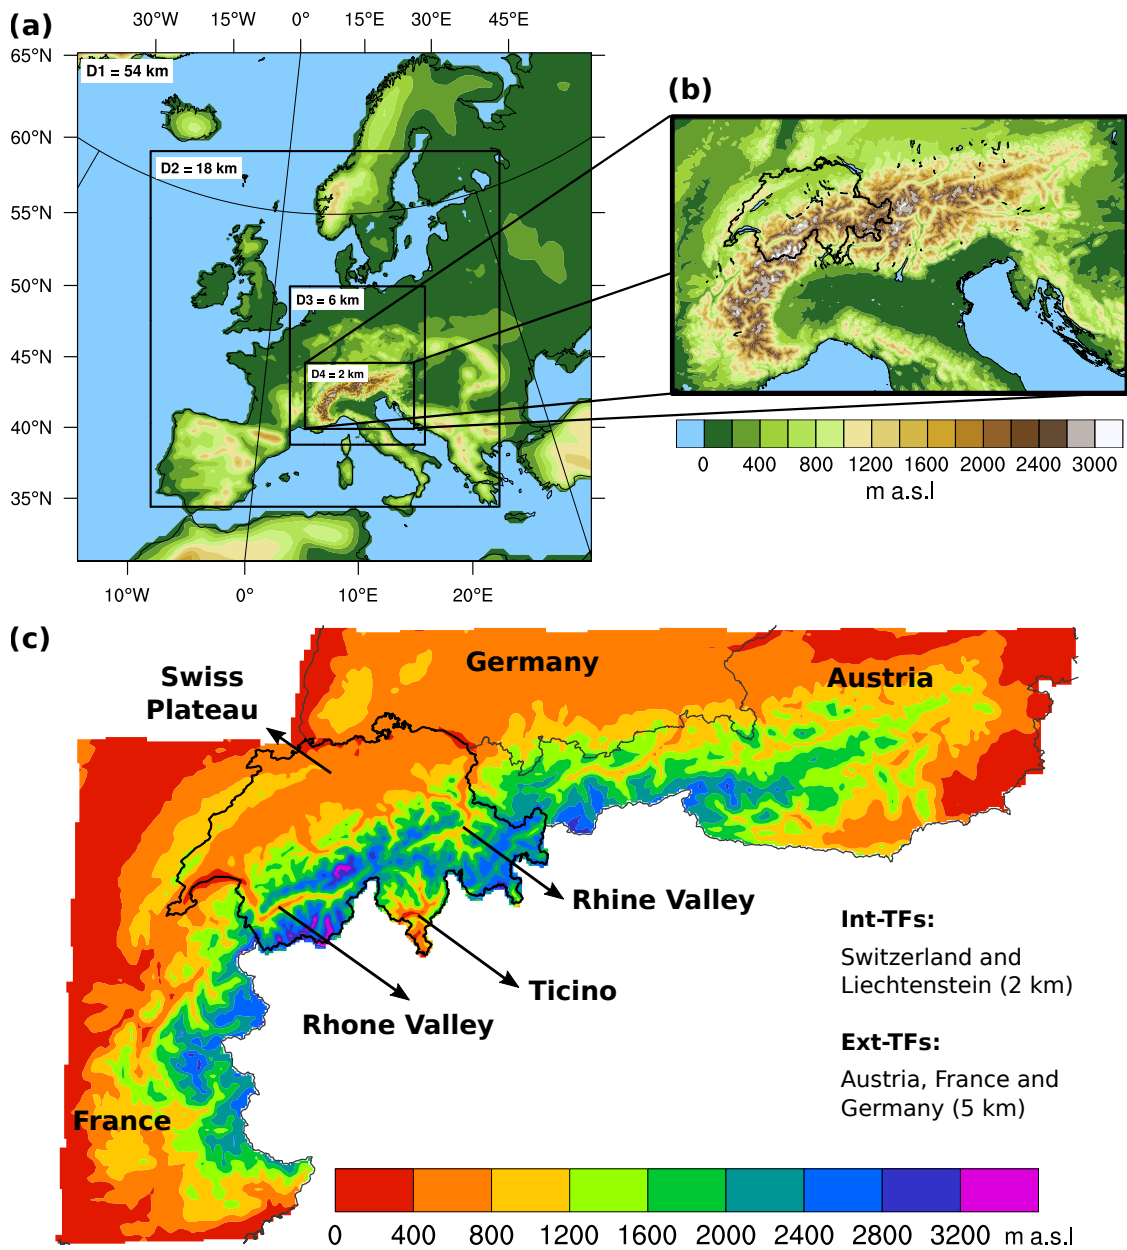 (a)
30°W 15°W 0° 15°E 30°E 45°E
65°N
60°N
55°N
50°N
45°N
40°N
35°N
D1 = 54 km
D2 = 18 km
D3 = 6 km
D4 = 2 km
10°W 0° 10°E 20°E
(b)
0 400 800 1200 1600 2000 2400 3000
m a.s.l
(c)
Swiss
Plateau
Germany
Austria
Rhine Valley
Ticino
Rhone Valley
France
Int-TFs:
Switzerland and
Liechtenstein (2 km)
Ext-TFs:
Austria, France and
Germany (5 km)
0 400 800 1200 1600 2000 2400 2800 3200 m a.s.l